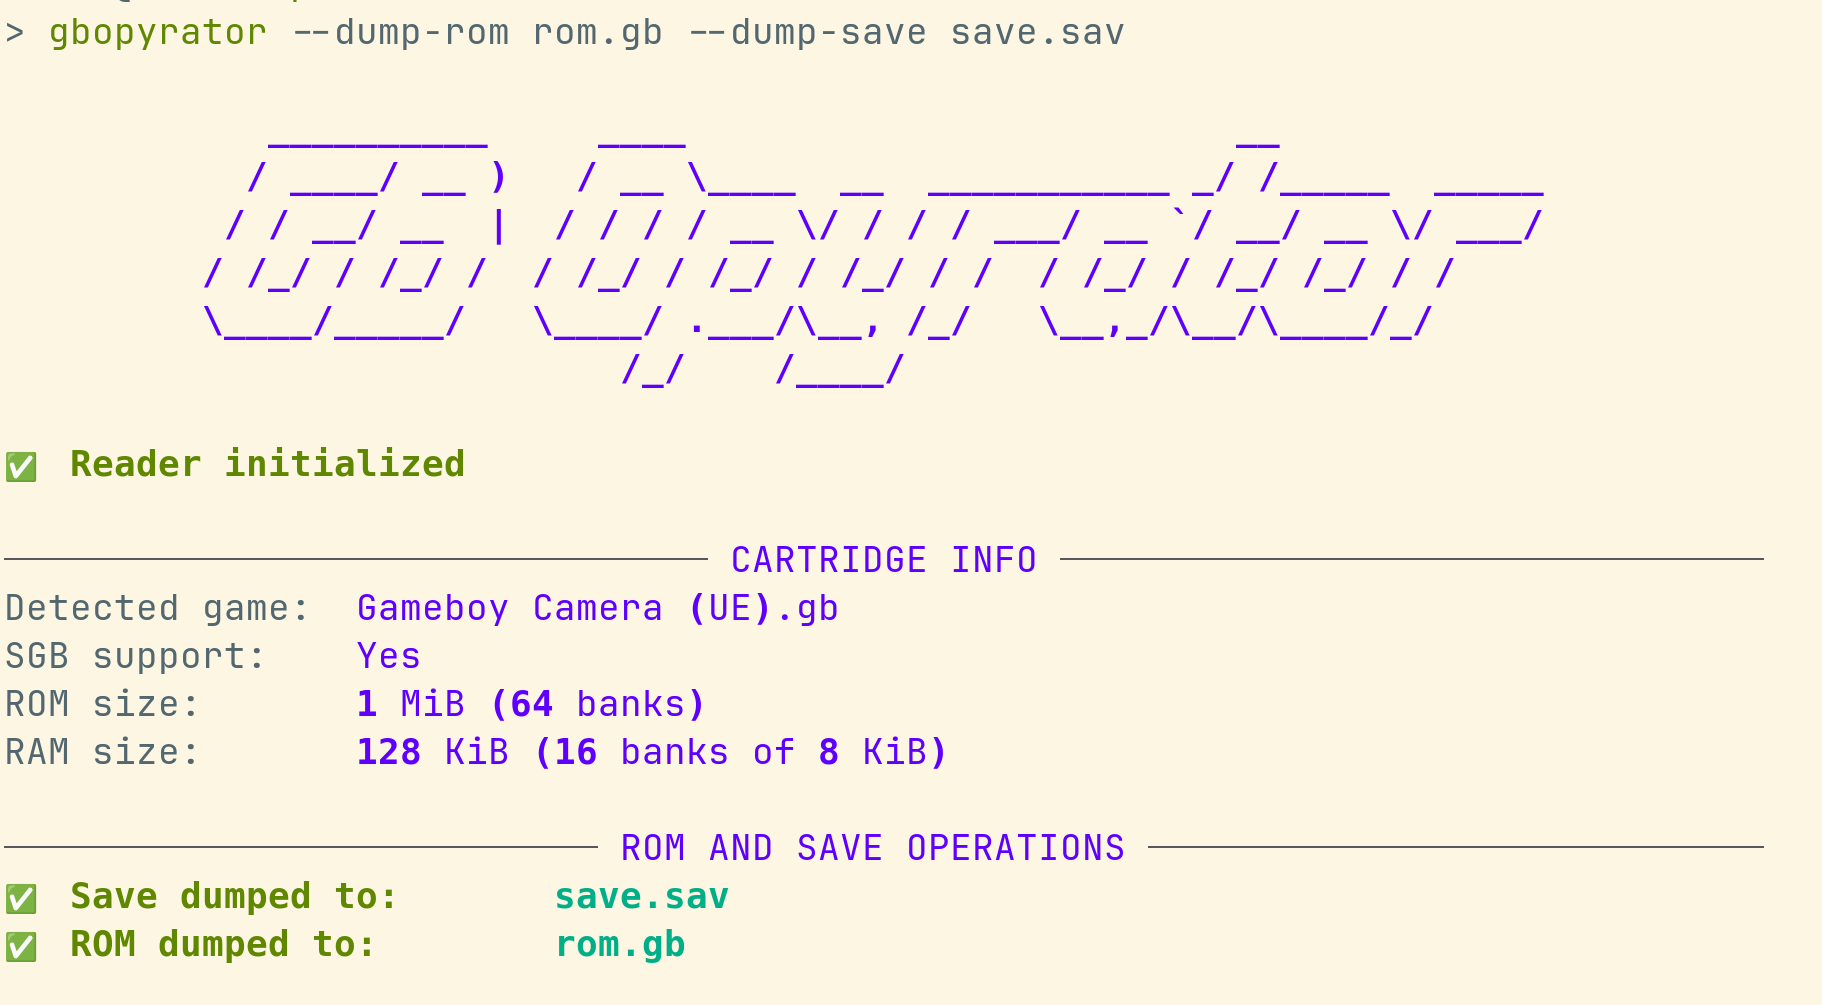 > gbopyrator --dump-rom rom.gb --dump-save save.sav
GB Opyrator
✅ Reader initialized
CARTRIDGE INFO
Detected game: Gameboy Camera (UE).gb
SGB support: Yes
ROM size: 1 MiB (64 banks)
RAM size: 128 KiB (16 banks of 8 KiB)
ROM AND SAVE OPERATIONS
✅ Save dumped to: save.sav
✅ ROM dumped to: rom.gb